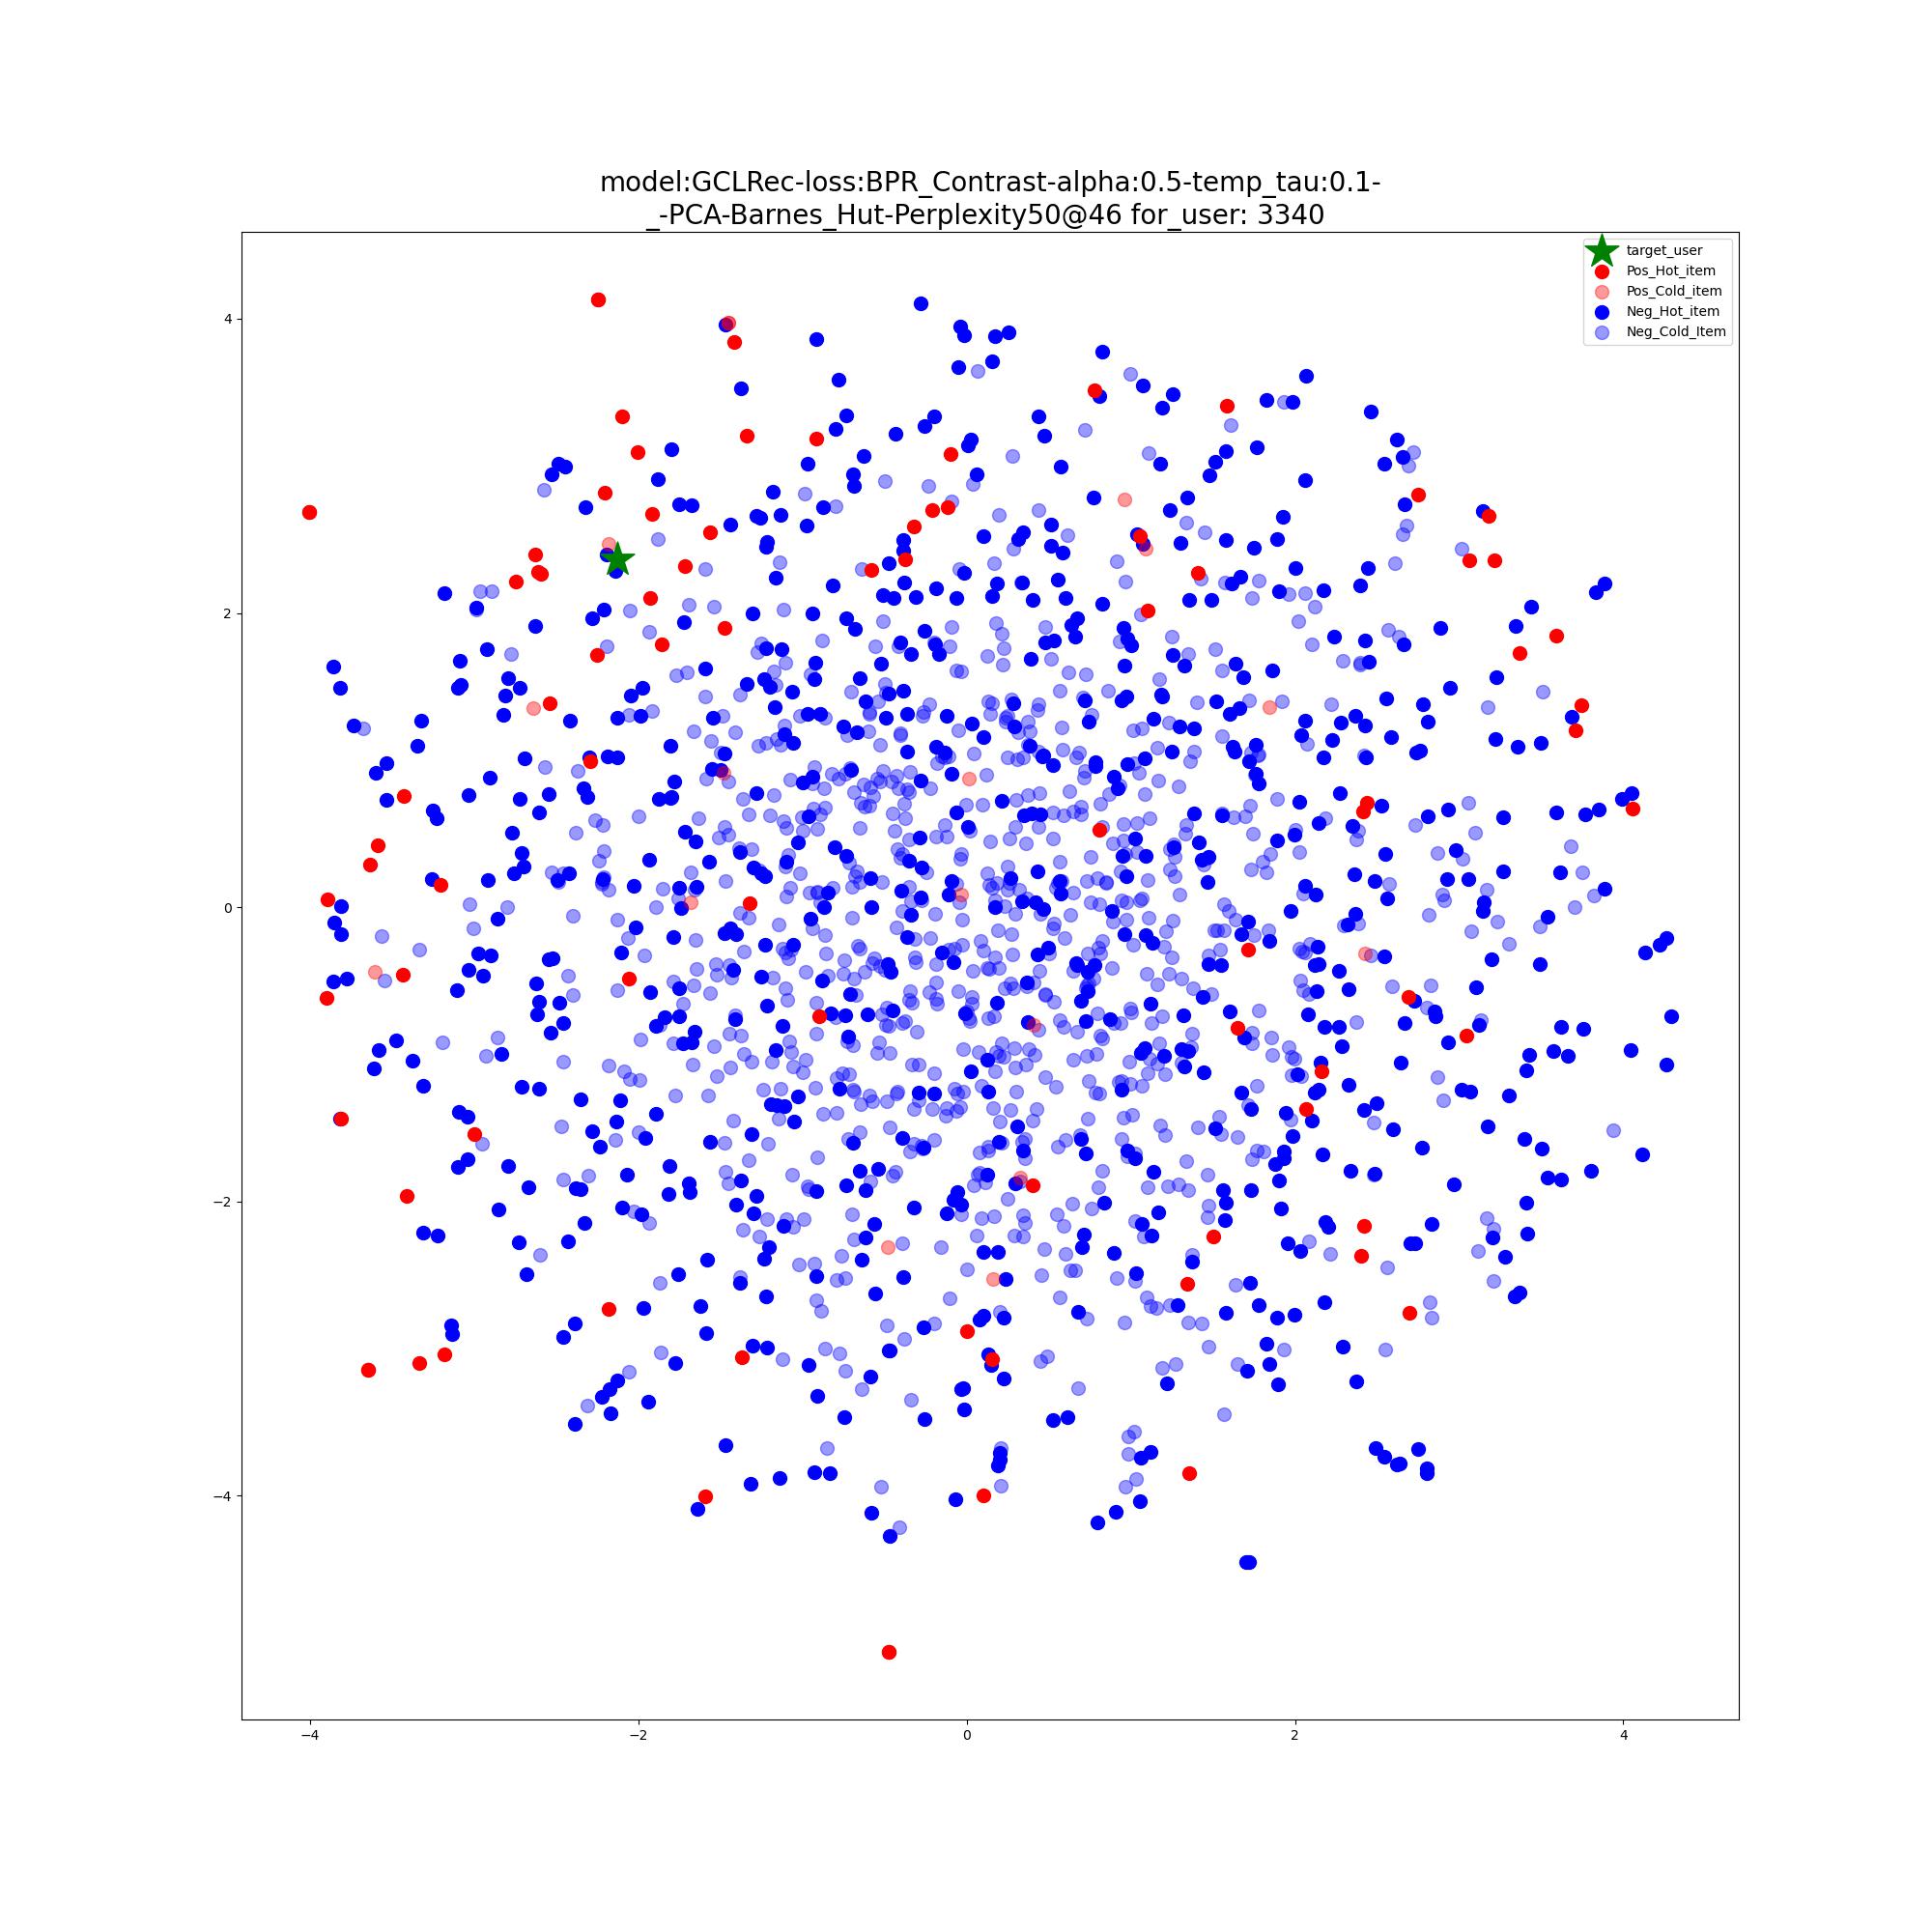 model:GCLRec-loss:BPR_Contrast-alpha:0.5-temp_tau:0.1-
_-PCA-Barnes_Hut-Perplexity50@46 for_user: 3340
target_user
Pos_Hot_item
Pos_Cold_item
Neg_Hot_item
Neg_Cold_Item
4
2
0
−2
−4
−4
−2
0
2
4